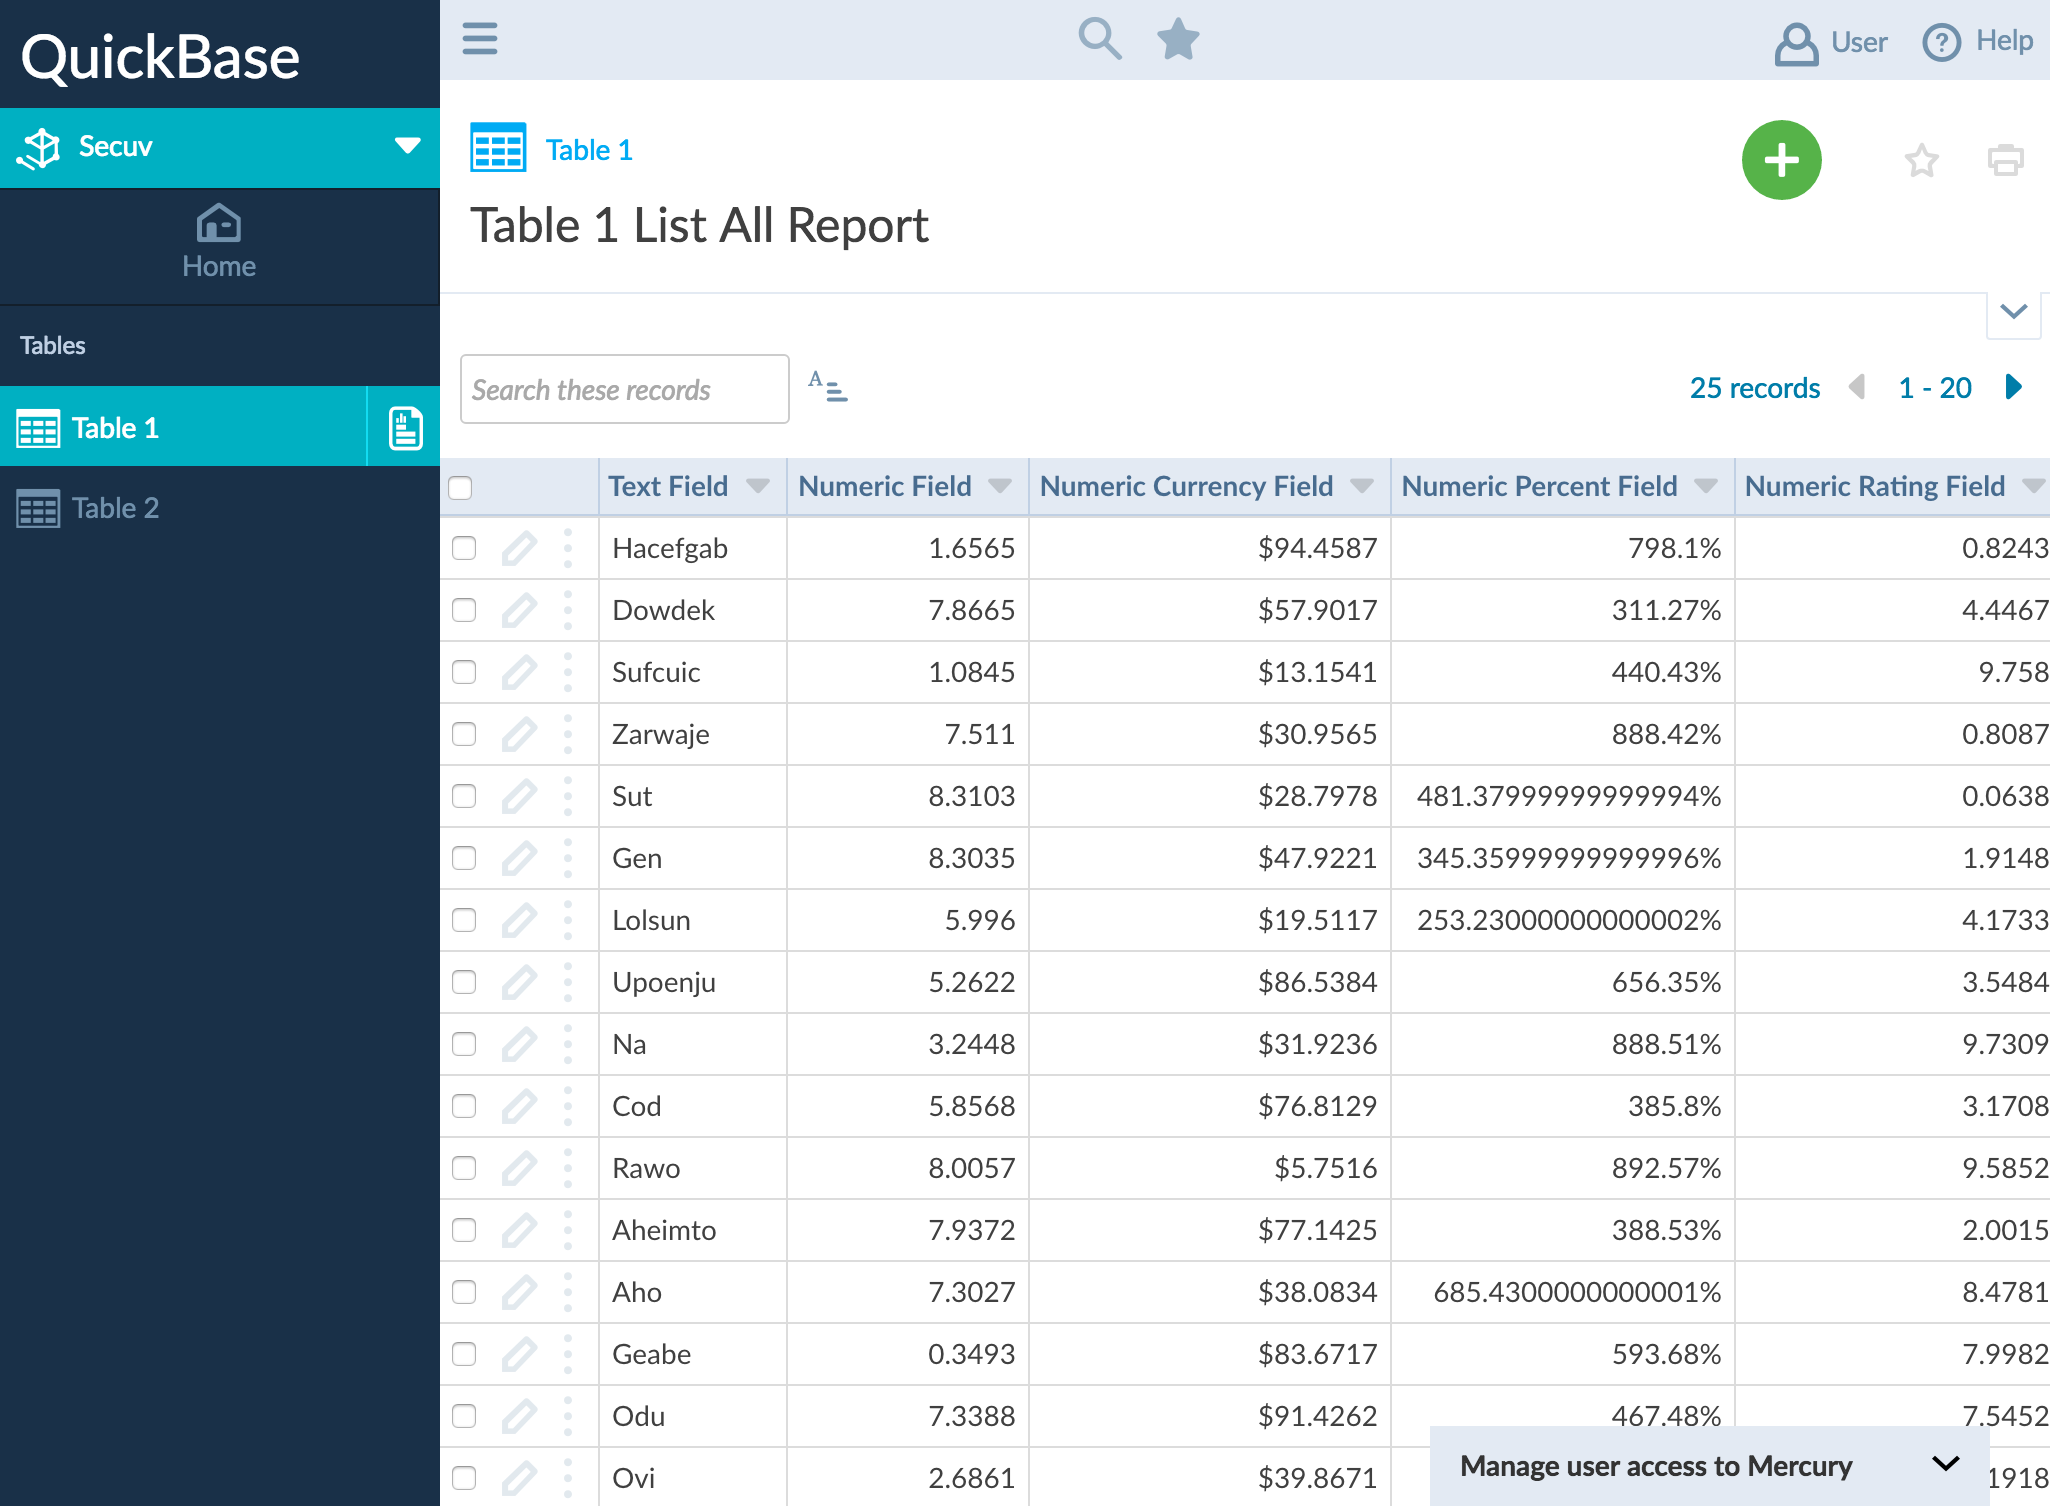 QuickBase
User
? Help
Secuv
Home
Tables
Table 1
Table 2
Table 1
Table 1 List All Report
Search these records
A
25 records 1 - 20
Text Field Numeric Field Numeric Currency Field Numeric Percent Field Numeric Rating Field
Hacefgab 1.6565 $94.4587 798.1% 0.8243
Dowdek 7.8665 $57.9017 311.27% 4.4467
Sufcuic 1.0845 $13.1541 440.43% 9.758
Zarwaje 7.511 $30.9565 888.42% 0.8087
Sut 8.3103 $28.7978 481.37999999999994% 0.0638
Gen 8.3035 $47.9221 345.35999999999996% 1.9148
Lolsun 5.996 $19.5117 253.23000000000002% 4.1733
Upoenju 5.2622 $86.5384 656.35% 3.5484
Na 3.2448 $31.9236 888.51% 9.7309
Cod 5.8568 $76.8129 385.8% 3.1708
Rawo 8.0057 $5.7516 892.57% 9.5852
Aheimto 7.9372 $77.1425 388.53% 2.0015
Aho 7.3027 $38.0834 685.4300000000001% 8.4781
Geabe 0.3493 $83.6717 593.68% 7.9982
Odu 7.3388 $91.4262 467.48% 7.5452
Ovi 2.6861 $39.8671 1918
Manage user access to Mercury